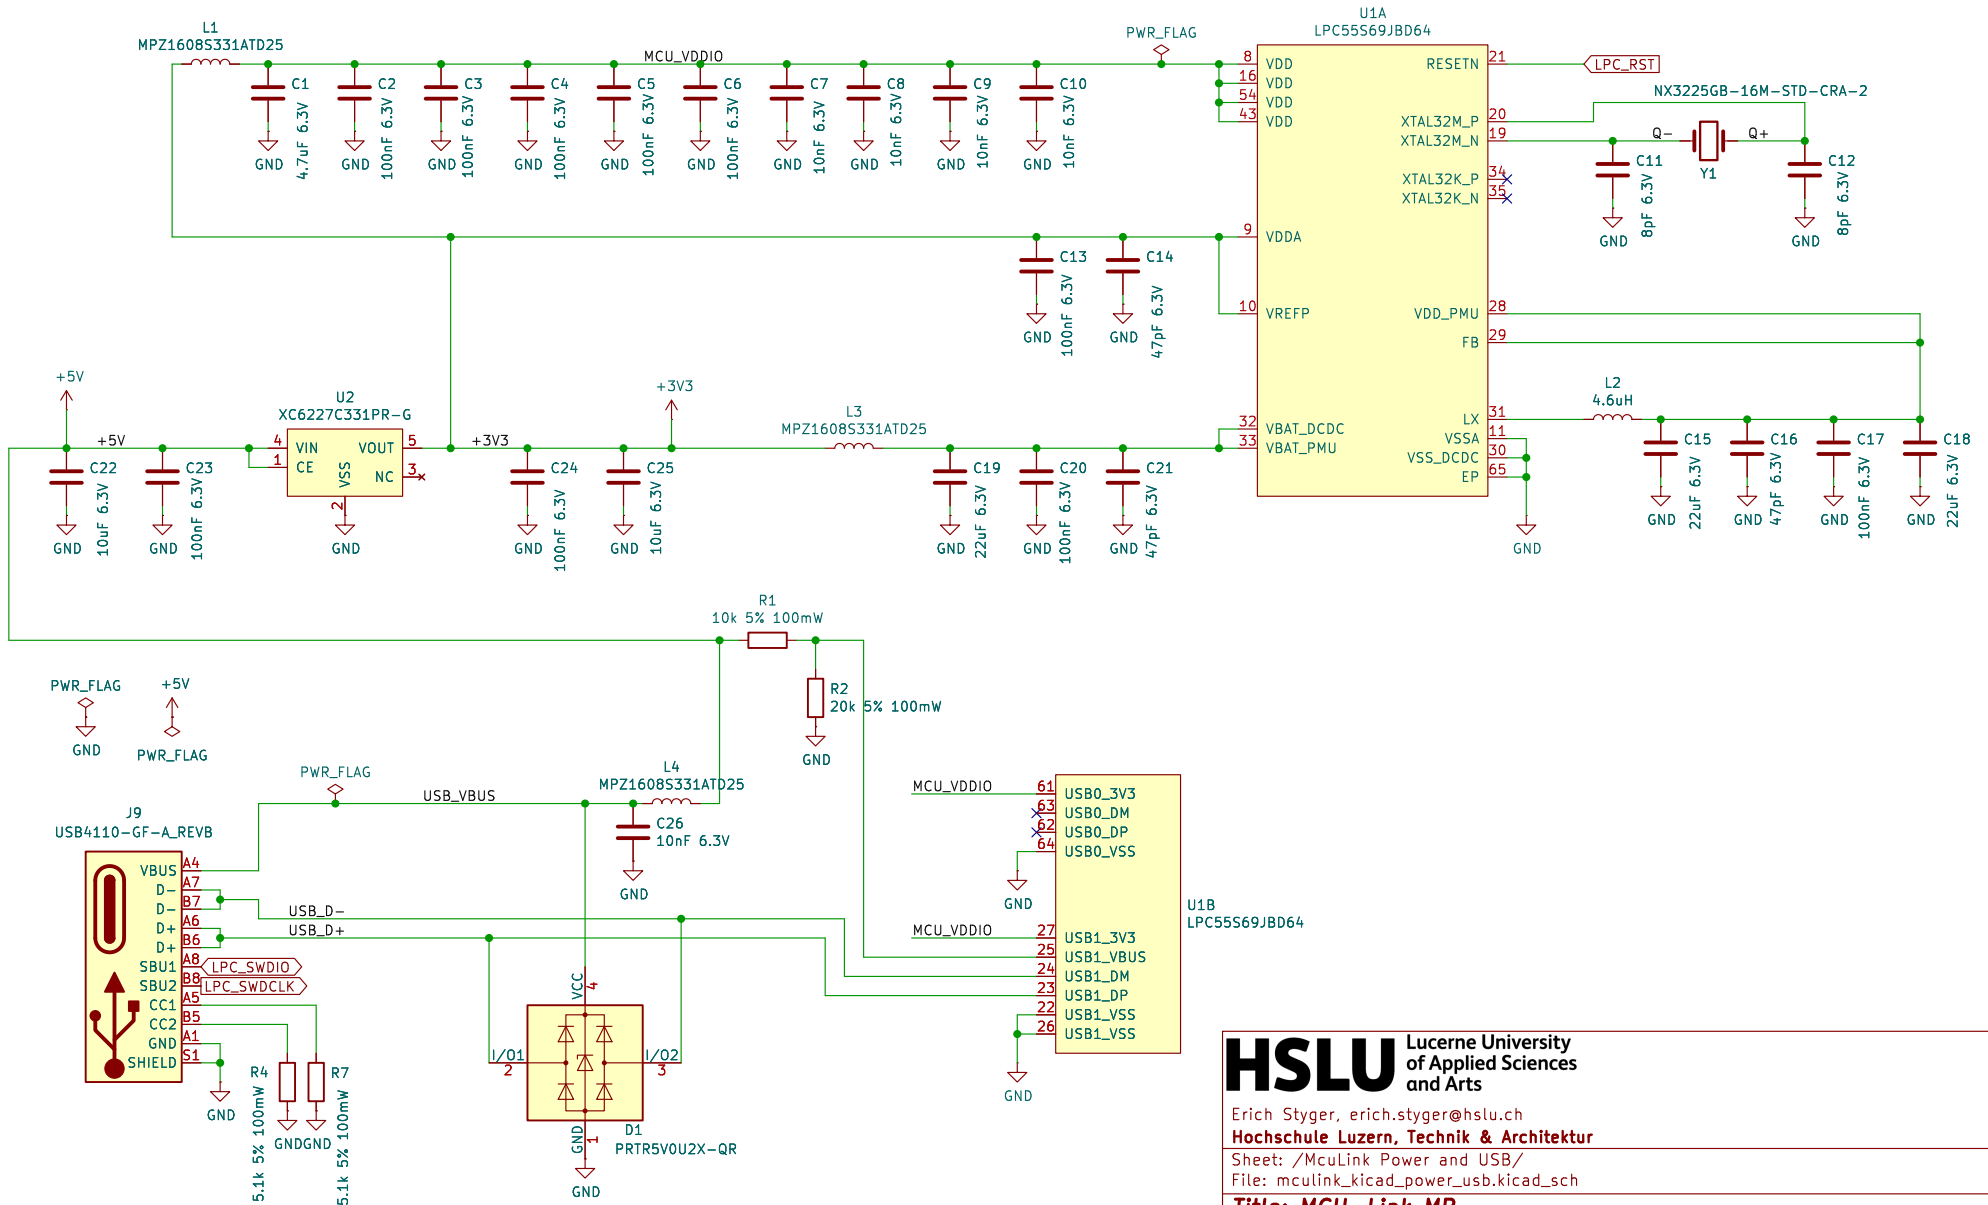 L1
MPZ1608S331ATD25
MCU_VDDIO
PWR_FLAG
C1
4.7uF 6.3V
GND
C2
100nF 6.3V
GND
C3
100nF 6.3V
GND
C4
100nF 6.3V
GND
C5
100nF 6.3V
GND
C6
100nF 6.3V
GND
C7
10nF 6.3V
GND
C8
10nF 6.3V
GND
C9
10nF 6.3V
GND
C10
10nF 6.3V
GND
U1A
LPC55S69JBD64
8 VDD
16 VDD
54 VDD
43 VDD
9 VDDA
10 VREFP
32 VBAT_DCDC
33 VBAT_PMU
RESETN 21
LPC_RST
XTAL32M_P 20
XTAL32M_N 19
XTAL32K_P 34
XTAL32K_N 35
VDD_PMU 28
FB 29
LX 31
VSSA 11
VSS_DCDC 30
EP 65
GND
NX3225GB-16M-STD-CRA-2
Q-
Q+
Y1
C11
8pF 6.3V
GND
C12
8pF 6.3V
GND
C13
100nF 6.3V
GND
C14
47pF 6.3V
GND
L2
4.6uH
C15
22uF 6.3V
GND
C16
47pF 6.3V
GND
C17
100nF 6.3V
GND
C18
22uF 6.3V
GND
+5V
+5V
C22
10uF 6.3V
GND
C23
100nF 6.3V
GND
U2
XC6227C331PR-G
4 VIN
1 CE
VOUT 5
NC 3
VSS
2
GND
+3V3
C24
100nF 6.3V
GND
C25
10uF 6.3V
GND
+3V3
L3
MPZ1608S331ATD25
C19
22uF 6.3V
GND
C20
100nF 6.3V
GND
C21
47pF 6.3V
GND
R1
10k 5% 100mW
R2
20k 5% 100mW
GND
PWR_FLAG
GND
+5V
PWR_FLAG
PWR_FLAG
USB_VBUS
L4
MPZ1608S331ATD25
C26
10nF 6.3V
GND
J9
USB4110-GF-A_REVB
VBUS A4
D- A7
D- B7
D+ A6
D+ B6
SBU1 A8
SBU2 B8
CC1 A5
CC2 B5
GND A1
SHIELD S1
USB_D-
USB_D+
LPC_SWDIO
LPC_SWDCLK
GND
R4
5.1k 5% 100mW
GND
R7
5.1k 5% 100mW
GND
VCC
4
I/O1
2
I/O2
3
GND
1
D1
PRTR5V0U2X-QR
GND
MCU_VDDIO
61 USB0_3V3
63 USB0_DM
62 USB0_DP
64 USB0_VSS
GND
MCU_VDDIO
27 USB1_3V3
25 USB1_VBUS
24 USB1_DM
23 USB1_DP
22 USB1_VSS
26 USB1_VSS
GND
U1B
LPC55S69JBD64
HSLU
Lucerne University
of Applied Sciences
and Arts
Erich Styger, erich.styger@hslu.ch
Hochschule Luzern, Technik & Architektur
Sheet: /McuLink Power and USB/
File: mculink_kicad_power_usb.kicad_sch